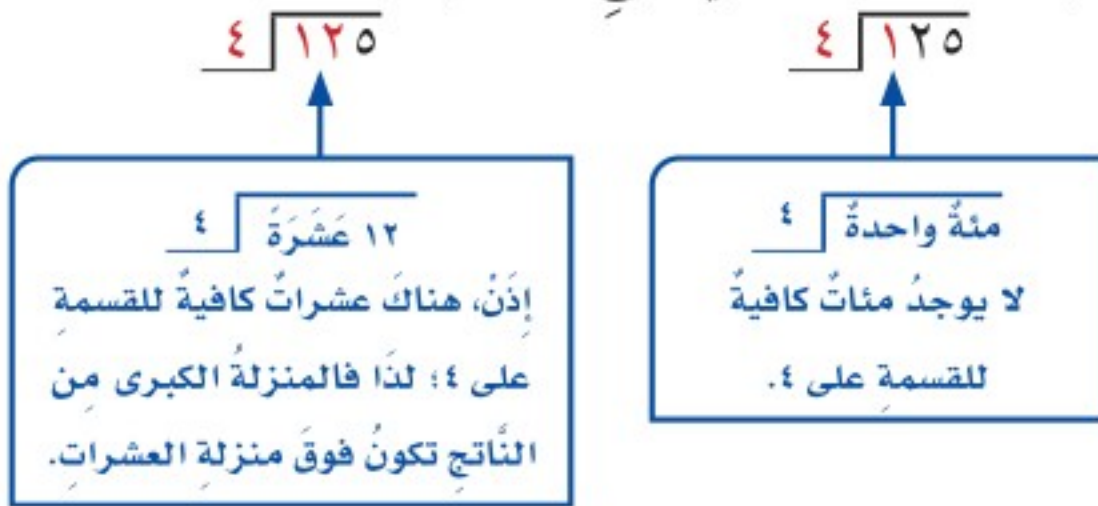 ٤ ١٢٥
مئةٌ واحدةٌ ٤
لا يوجدُ مئاتٌ كافيةٌ
للقسمةِ على ٤.
٤ ١٢٥
١٢ عَشَرَةً ٤
إِذَنْ، هناكَ عشراتٌ كافيةٌ للقسمةِ
على ٤؛ لذَا فالمنزلةُ الكبرى مِن
النَّاتجِ تكونُ فوقَ منزلةِ العشراتِ.